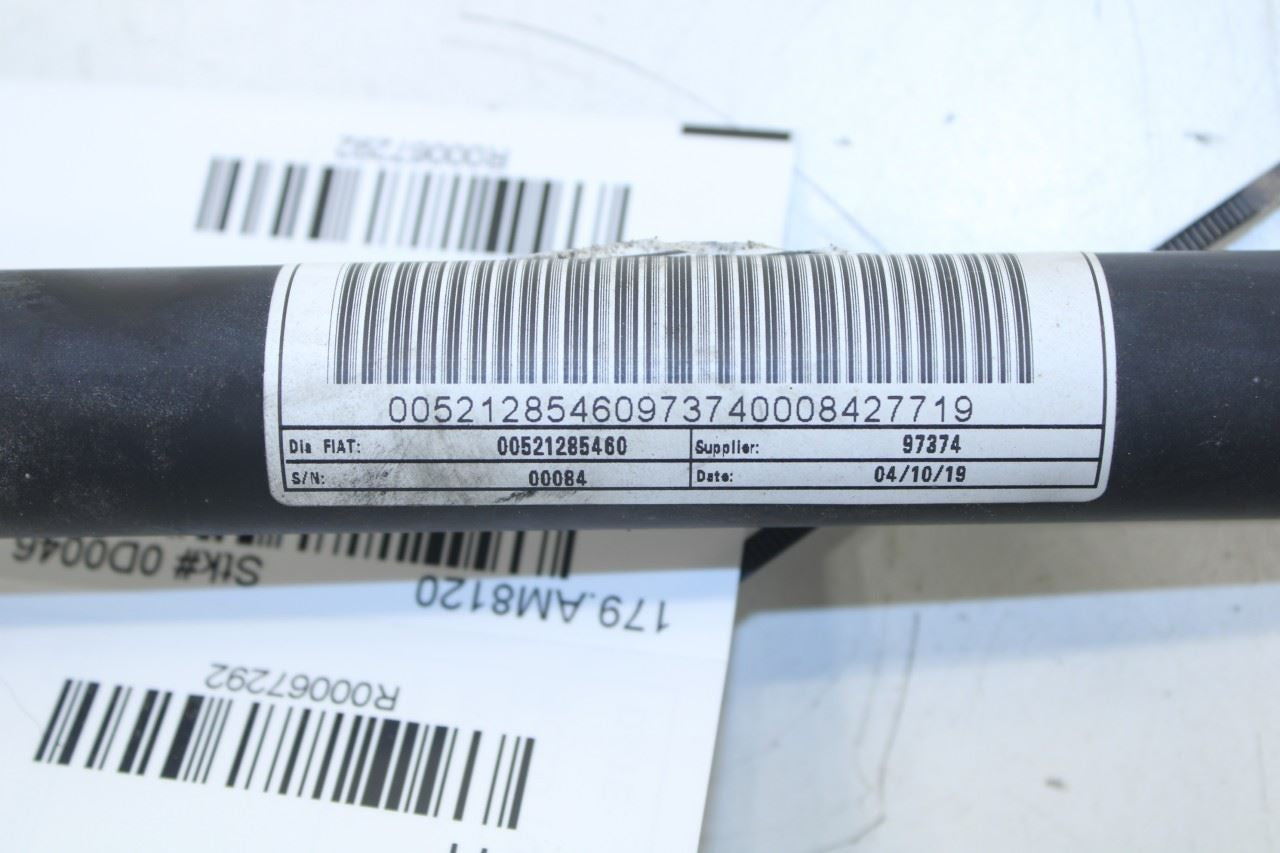 R00067292
00521285460973740008427719
Dis FIAT: 00521285460 Supplier: 97374
S/N: 00084 Date: 04/10/19
Stk# 0D0046
179.AM8120
R00067292